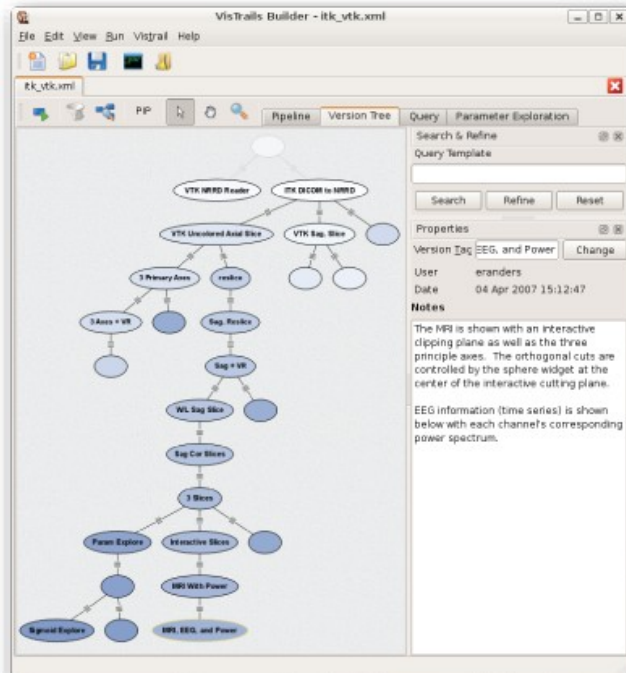 VisTrails Builder - itk_vtk.xml
File Edit View Run Vistrail Help
itk_vtk.xml
PIP
Pipeline Version Tree Query Parameter Exploration
Search & Refine
Query Template
Search Refine Reset
Properties
Version Tag EEG, and Power Change
User eranders
Date 04 Apr 2007 15:12:47
Notes
The MRI is shown with an interactive
clipping plane as well as the three
principle axes. The orthogonal cuts are
controlled by the sphere widget at the
center of the interactive cutting plane.
EEG information (time series) is shown
below with each channel's corresponding
power spectrum.
VTK NRRD Reader ITK DICOM to NRRD
VTK Uncolored Axial Slice VTK Sag. Slice
3 Primary Axes reslice
3 Axes + VR Sag. Reslice
Sag + VR
W/L Sag Slice
Sag Cor Slices
3 Slices
Param Explore Interactive Slices
MRI With Power
Sigmoid Explore MRI, EEG, and Power